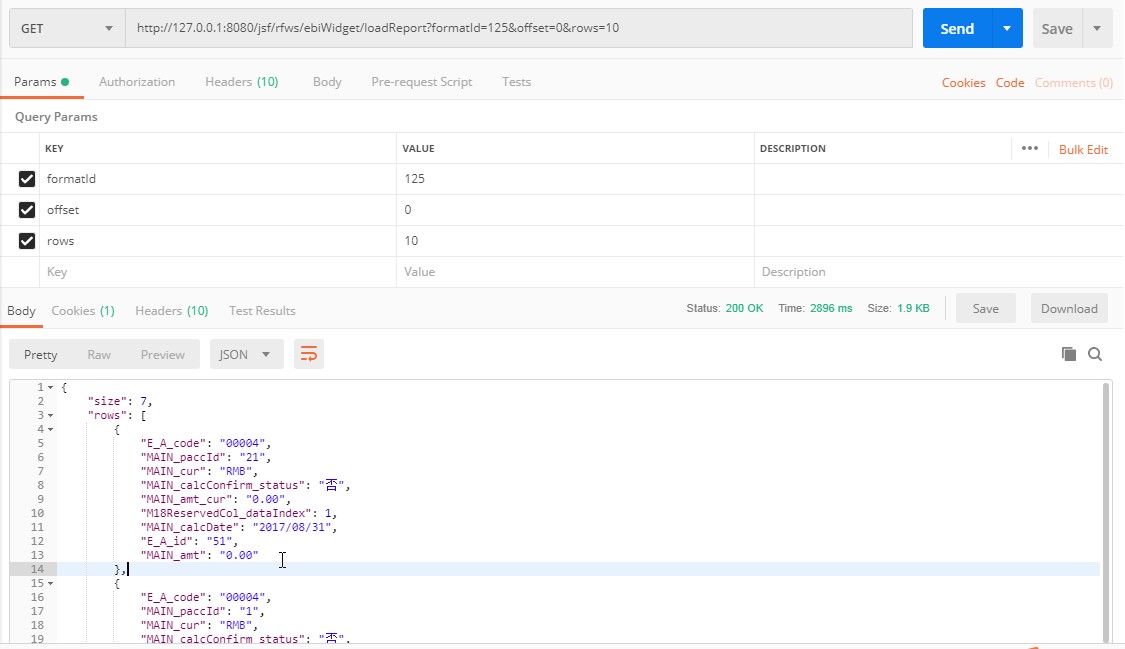 GET http://127.0.0.1:8080/jsf/rfws/ebiWidget/loadReport?formatId=125&offset=0&rows=10 Send Save
Params Authorization Headers (10) Body Pre-request Script Tests Cookies Code Comments (0)
Query Params
KEY VALUE DESCRIPTION ••• Bulk Edit
formatId 125
offset 0
rows 10
Key Value Description
Body Cookies (1) Headers (10) Test Results Status: 200 OK Time: 2896 ms Size: 1.9 KB Save Download
Pretty Raw Preview JSON
1 {
2 "size": 7,
3 "rows": [
4 {
5 "E_A_code": "00004",
6 "MAIN_paccId": "21",
7 "MAIN_cur": "RMB",
8 "MAIN_calcConfirm_status": "否",
9 "MAIN_amt_cur": "0.00",
10 "M18ReservedCol_dataIndex": 1,
11 "MAIN_calcDate": "2017/08/31",
12 "E_A_id": "51",
13 "MAIN_amt": "0.00"
14 },
15 {
16 "E_A_code": "00004",
17 "MAIN_paccId": "1",
18 "MAIN_cur": "RMB",
19 "MAIN_calcConfirm_status": "否",